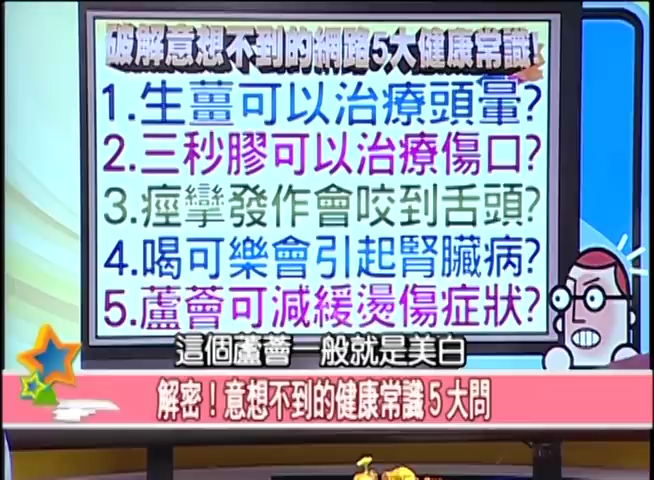 破解意想不到的網路5大健康常識!
1.生薑可以治療頭暈?
2.三秒膠可以治療傷口?
3.痙攣發作會咬到舌頭?
4.喝可樂會引起腎臟病?
5.蘆薈可減緩燙傷症狀?
這個蘆薈一般就是美白
解密!意想不到的健康常識5大問